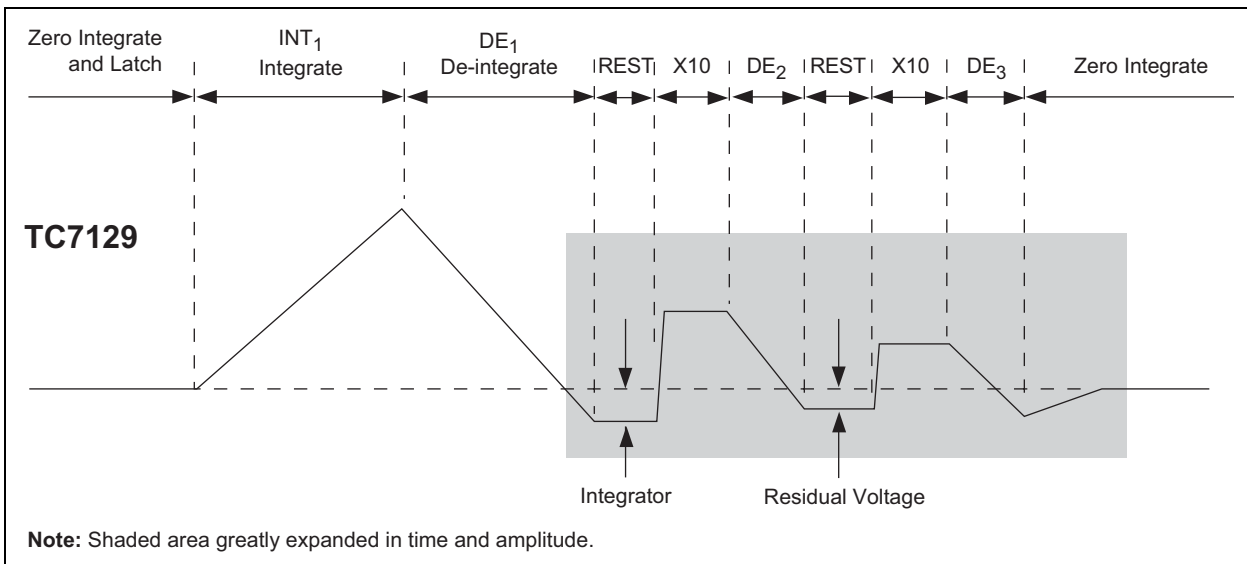 Zero Integrate
and Latch
INT1
Integrate
DE1
De-integrate
REST
X10
DE2
REST
X10
DE3
Zero Integrate
TC7129
Integrator
Residual Voltage
Note: Shaded area greatly expanded in time and amplitude.